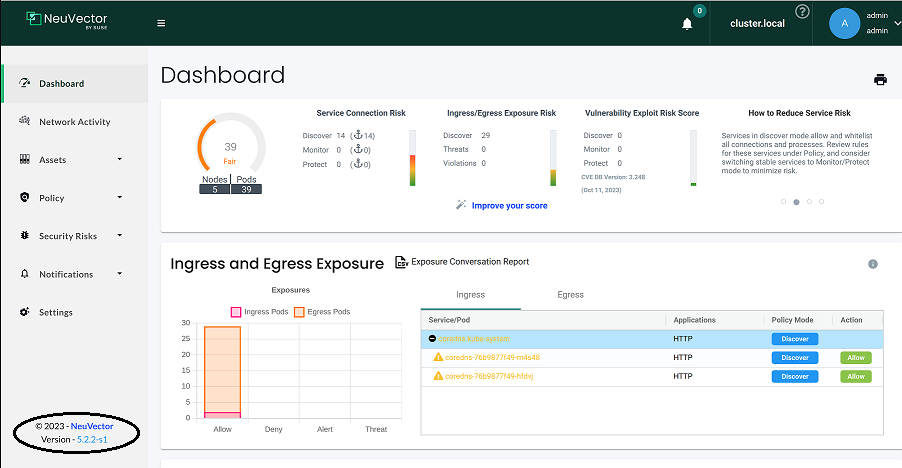 NeuVector
BY SUSE
0
cluster.local
?
A
admin
admin
Dashboard
Network Activity
Assets
Policy
Security Risks
Notifications
Settings
© 2023 - NeuVector
Version - 5.2.2-s1
Dashboard
39
Fair
Nodes Pods
5 39
Service Connection Risk
Discover 14 (14)
Monitor 0 (0)
Protect 0 (0)
Ingress/Egress Exposure Risk
Discover 29
Threats 0
Violations 0
Vulnerability Exploit Risk Score
Discover 0
Monitor 0
Protect 0
CVE DB Version: 3.248
(Oct 11, 2023)
How to Reduce Service Risk
Services in discover mode allow and whitelist
all connections and processes. Review rules
for these services under Policy, and consider
switching stable services to Monitor/Protect
mode to minimize risk.
Improve your score
Ingress and Egress Exposure
CSV
Exposure Conversation Report
Exposures
Ingress Pods Egress Pods
30
25
20
15
10
5
0
Allow Deny Alert Threat
Ingress Egress
Service/Pod Applications Policy Mode Action
coredns.kube-system HTTP Discover
coredns-76b9877f49-m4s48 HTTP Discover Allow
coredns-76b9877f49-hfdvj HTTP Discover Allow